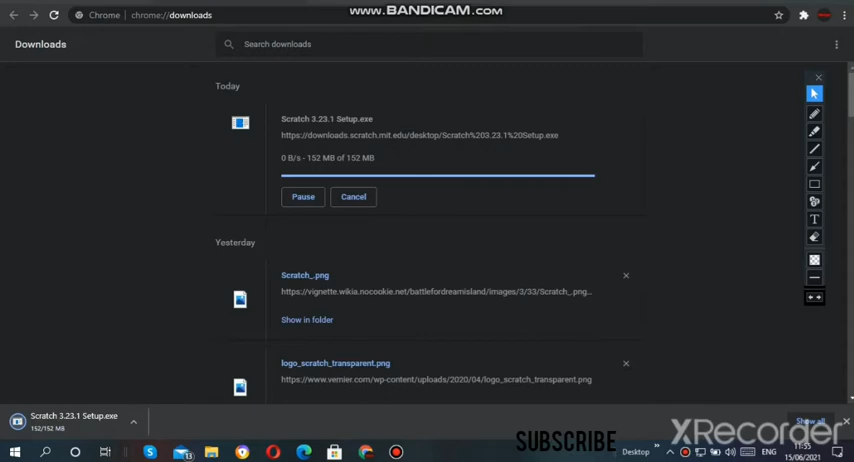 www.BANDICAM.com
Chrome | chrome://downloads
Downloads
Search downloads
Today
Scratch 3.23.1 Setup.exe
https://downloads.scratch.mit.edu/desktop/Scratch%203.23.1%20Setup.exe
0 B/s - 152 MB of 152 MB
Pause
Cancel
Yesterday
Scratch_.png
https://vignette.wikia.nocookie.net/battlefordreamisland/images/3/33/Scratch_.png...
Show in folder
logo_scratch_transparent.png
https://www.vernier.com/wp-content/uploads/2020/04/logo_scratch_transparent.png
T
Scratch 3.23.1 Setup.exe
152/152 MB
Show all
XRecorder
SUBSCRIBE
13
Desktop
ENG
11:55
15/06/2021